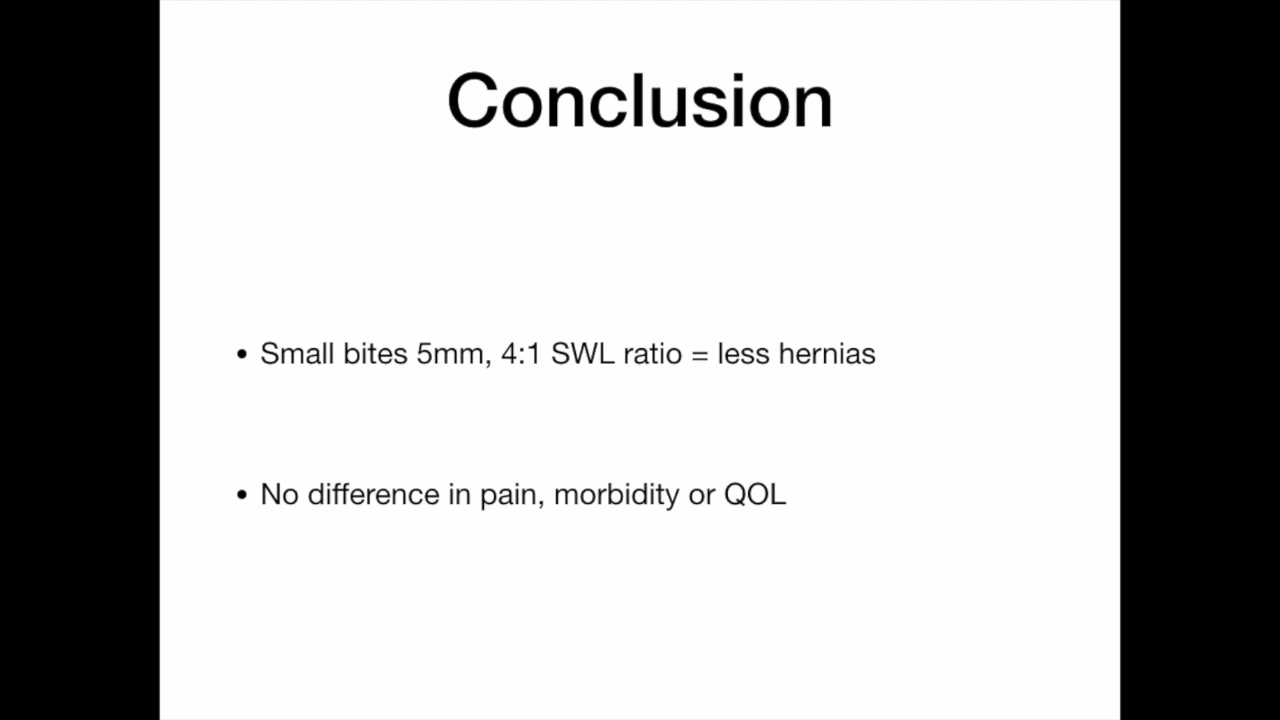 Conclusion
• Small bites 5mm, 4:1 SWL ratio = less hernias
• No difference in pain, morbidity or QOL